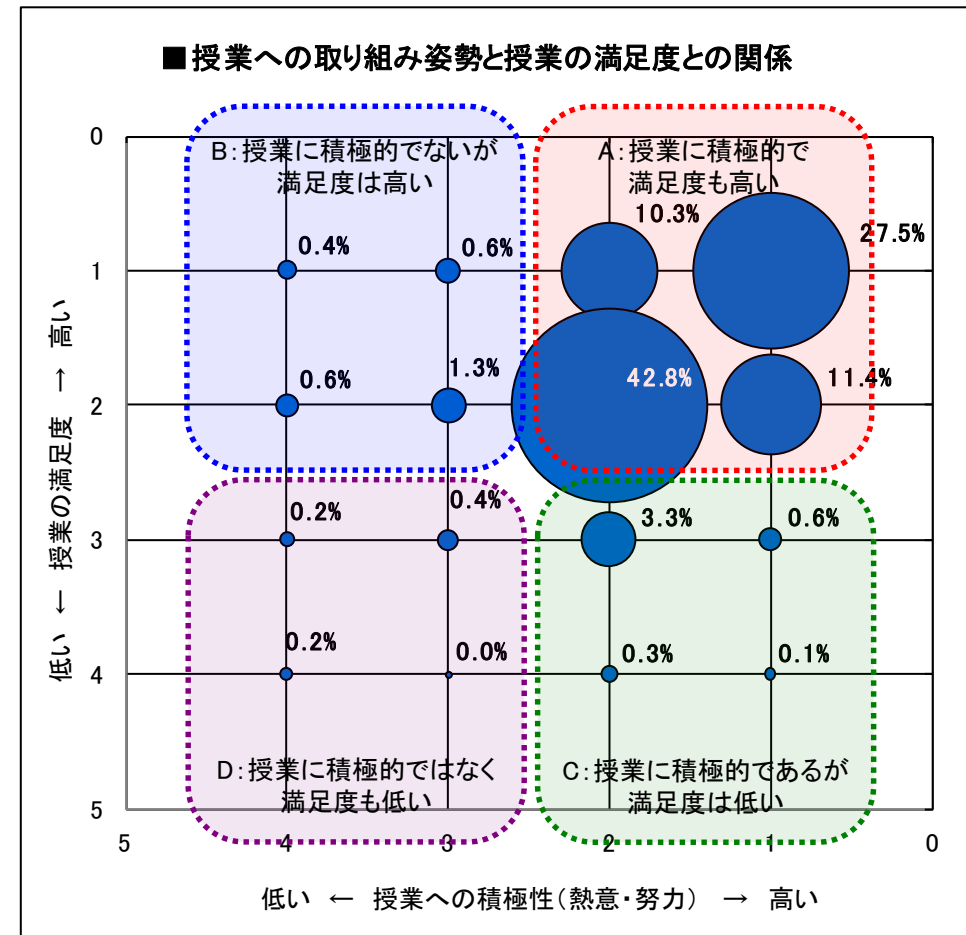 ■授業への取り組み姿勢と授業の満足度との関係
0
B:授業に積極的でないが
満足度は高い
A:授業に積極的で
満足度も高い
10.3%
27.5%
0.4%
0.6%
1
0.6%
1.3%
42.8%
11.4%
2
0.2%
0.4%
3.3%
0.6%
3
0.2%
0.0%
0.3%
0.1%
4
D:授業に積極的ではなく
満足度も低い
C:授業に積極的であるが
満足度は低い
5
5
4
3
2
1
0
低い ← 授業の満足度 → 高い
低い ← 授業への積極性(熱意・努力) → 高い